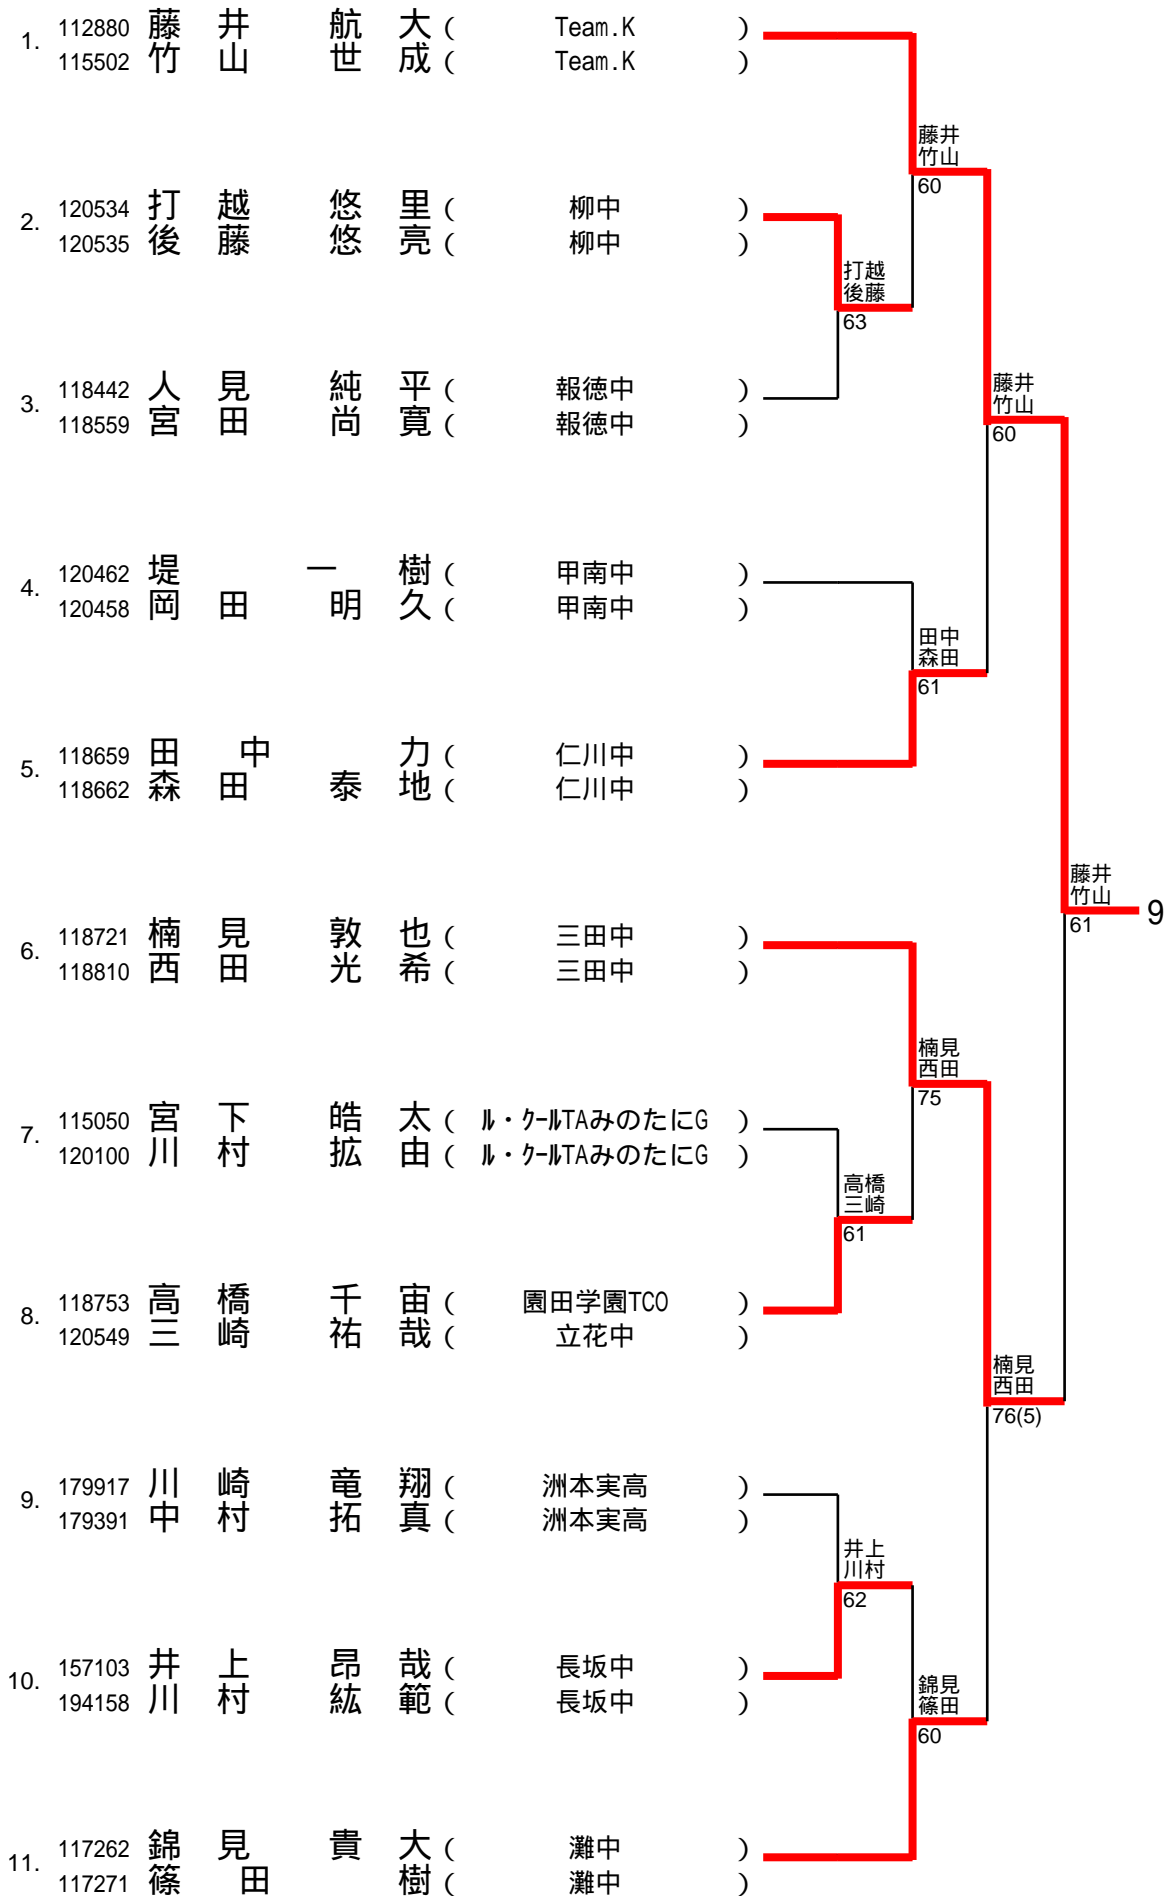 1. 112880 藤井 航大 ( Team.K )
115502 竹山 世成 ( Team.K )
藤井
竹山
60
2. 120534 打越 悠里 ( 柳中 )
120535 後藤 悠亮 ( 柳中 )
打越
後藤
63
3. 118442 人見 純平 ( 報徳中 )
118559 宮田 尚寛 ( 報徳中 )
藤井
竹山
60
4. 120462 堤 一樹 ( 甲南中 )
120458 岡田 明久 ( 甲南中 )
田中
森田
61
5. 118659 田中 力 ( 仁川中 )
118662 森田 泰地 ( 仁川中 )
藤井
竹山
61
9
6. 118721 楠見 敦也 ( 三田中 )
118810 西田 光希 ( 三田中 )
楠見
西田
75
7. 115050 宮下 皓太 ( ル・クールTAみのたにG )
120100 川村 拡由 ( ル・クールTAみのたにG )
高橋
三崎
61
8. 118753 高橋 千宙 ( 園田学園TCO )
120549 三崎 祐哉 ( 立花中 )
楠見
西田
76(5)
9. 179917 川崎 竜翔 ( 洲本実高 )
179391 中村 拓真 ( 洲本実高 )
井上
川村
62
10. 157103 井上 昂哉 ( 長坂中 )
194158 川村 紘範 ( 長坂中 )
錦見
篠田
60
11. 117262 錦見 貴大 ( 灘中 )
117271 篠田 樹 ( 灘中 )